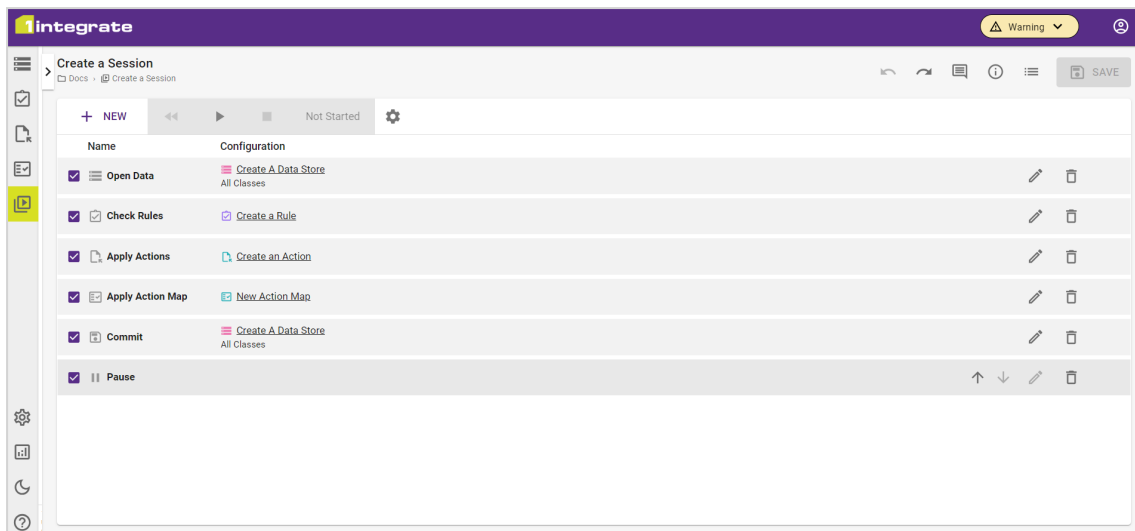 1integrate
Warning
Create a Session
Docs › Create a Session
SAVE
NEW
Not Started
Name Configuration
Open Data Create A Data Store
All Classes
Check Rules Create a Rule
Apply Actions Create an Action
Apply Action Map New Action Map
Commit Create A Data Store
All Classes
Pause